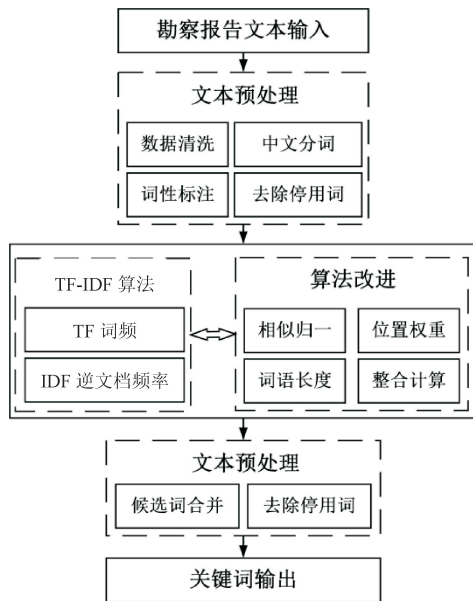 勘察报告文本输入
文本预处理
数据清洗 中文分词
词性标注 去除停用词
TF-IDF 算法
TF 词频
IDF 逆文档频率
算法改进
相似归一 位置权重
词语长度 整合计算
文本预处理
候选词合并 去除停用词
关键词输出